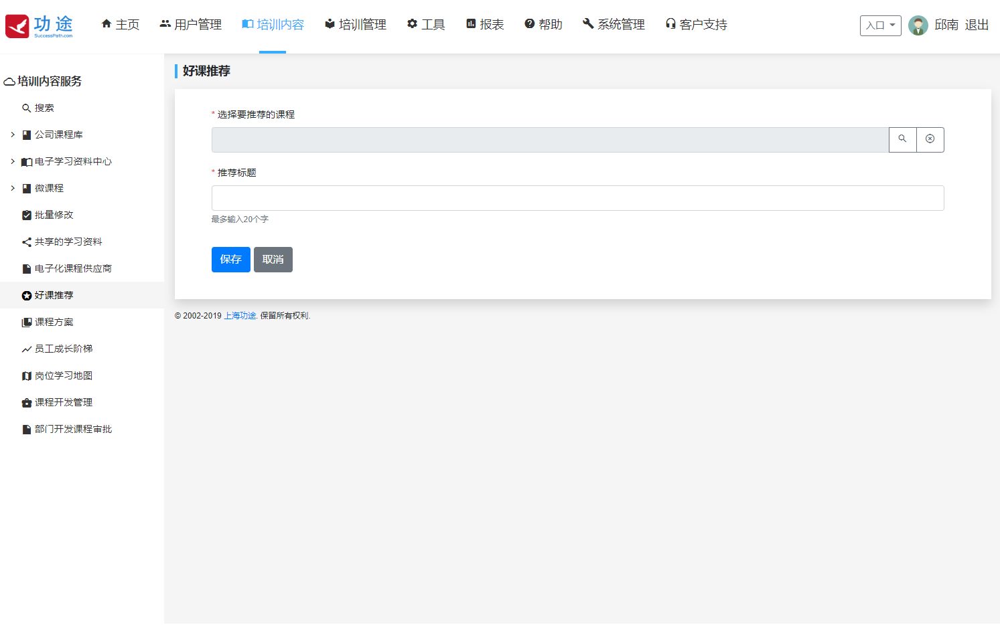 功途
SuccessPath.com
主页
用户管理
培训内容
培训管理
工具
报表
帮助
系统管理
客户支持
入口
邱南
退出
培训内容服务
搜索
公司课程库
电子学习资料中心
微课程
批量修改
共享的学习资料
电子化课程供应商
好课推荐
课程方案
员工成长阶梯
岗位学习地图
课程开发管理
部门开发课程审批
好课推荐
* 选择要推荐的课程
* 推荐标题
最多输入20个字
保存
取消
© 2002-2019 上海功途. 保留所有权利.